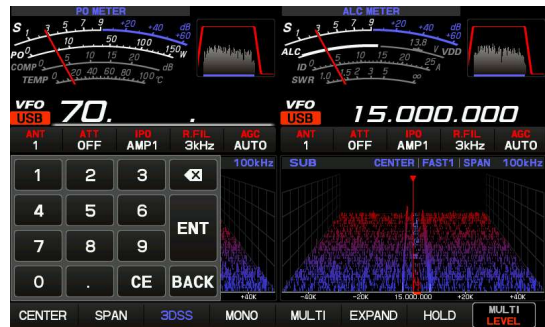 PO METER
S 1 3 5 7 9 +20 +40 dB
PO 0 50 100 150 W
COMP 0 5 10 15 20 dB
TEMP 0 20 40 60 80 100 °C
ALC METER
S 1 3 5 7 9 +20 +40 dB
ALC 13.8 V VDD
ID 0 5 10 15 20 25 A
SWR 1.0 1.5 2 3 5 ∞
VFO
USB 70. .
VFO
USB 15.000.000
ANT 1
ATT OFF
IPO AMP1
R.FIL 3kHz
AGC AUTO
ANT 1
ATT OFF
IPO AMP1
R.FIL 3kHz
AGC AUTO
100kHz
SUB CENTER | FAST1 | SPAN 100kHz
1 2 3
4 5 6 ENT
7 8 9
0 . CE BACK
+40K
-40K -20K 15.000.000 +20K +40K
CENTER SPAN 3DSS MONO MULTI EXPAND HOLD MULTI
LEVEL